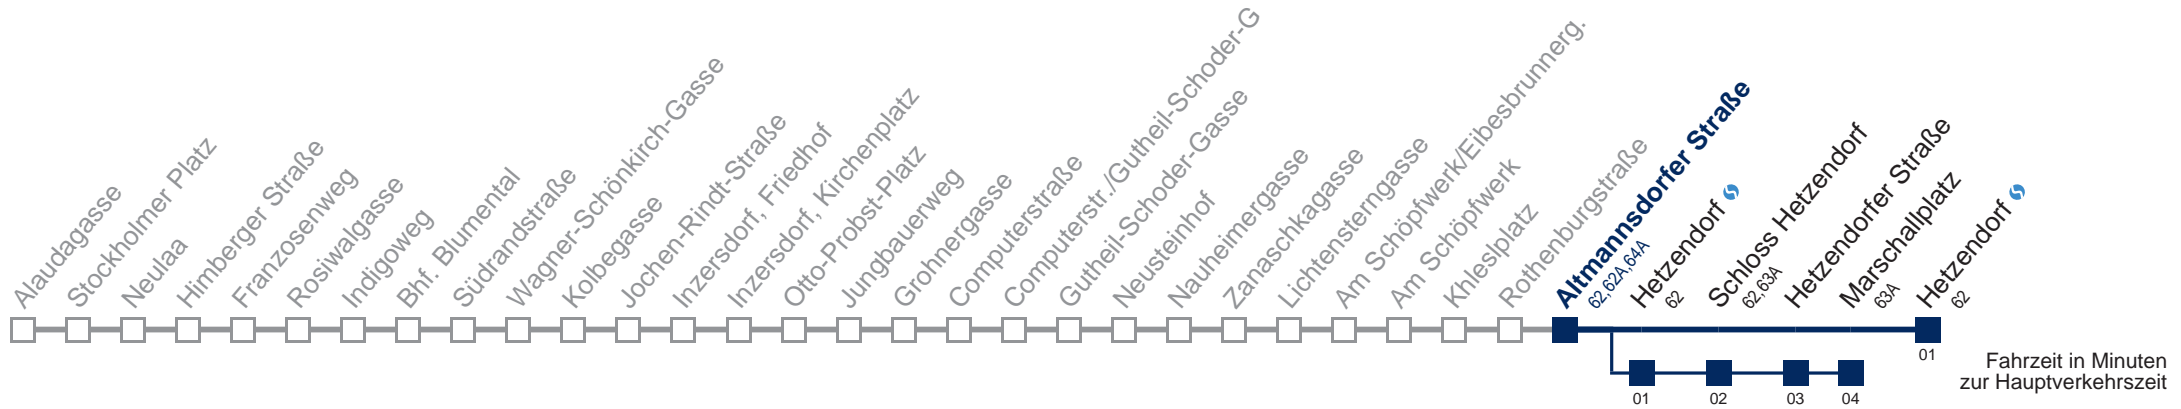 Alaudagasse
Stockholmer Platz
Neulaa
Himberger Straße
Franzosenweg
Rosiwalgasse
Indigoweg
Bhf. Blumental
Südrandstraße
Wagner-Schönkirch-Gasse
Kolbegasse
Jochen-Rindt-Straße
Inzersdorf, Friedhof
Inzersdorf, Kirchenplatz
Otto-Probst-Platz
Jungbauerweg
Grohnergasse
Computerstraße
Computerstr./Gutheil-Schoder-G
Gutheil-Schoder-Gasse
Neusteinhof
Nauheimergasse
Zanaschkagasse
Lichtensterngasse
Am Schöpfwerk/Eibesbrunnerg.
Am Schöpfwerk
Khleslplatz
Rothenburgstraße
Altmannsdorfer Straße
62,62A,64A
Hetzendorf
62
Schloss Hetzendorf
62,63A
Hetzendorfer Straße
Marschallplatz
63A
Hetzendorf
62
01
01
02
03
04
Fahrzeit in Minuten
zur Hauptverkehrszeit